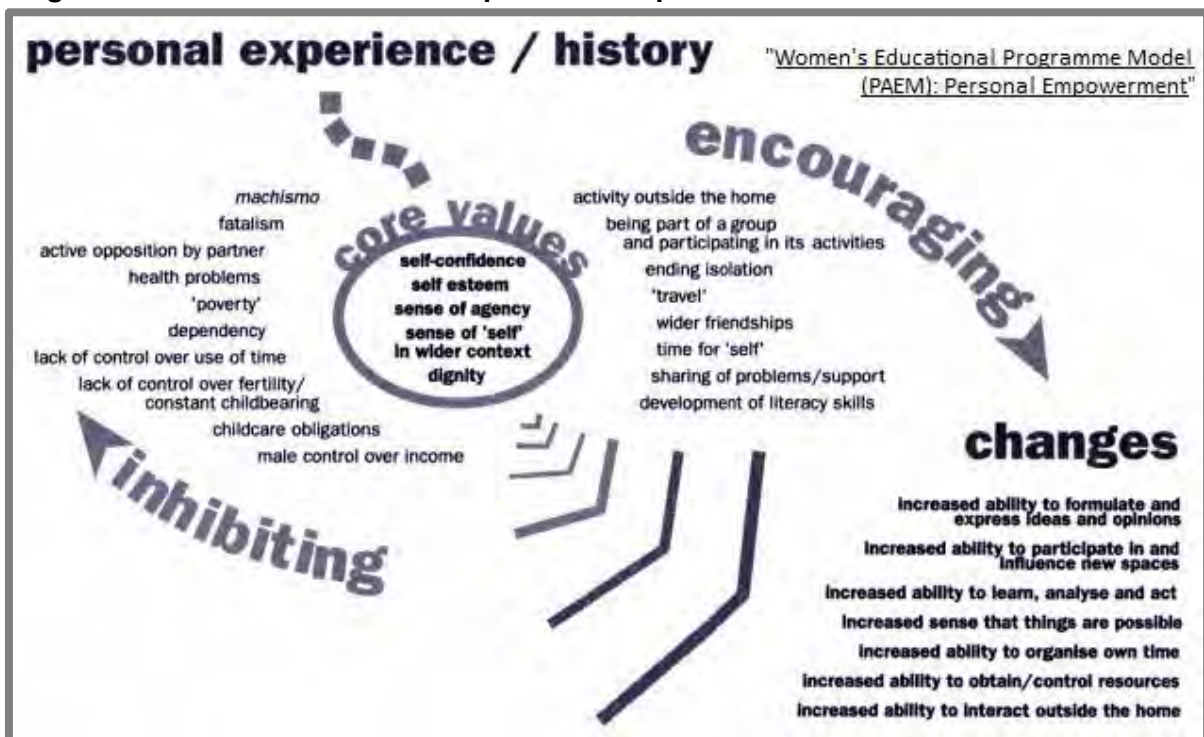 personal experience / history
"Women's Educational Programme Model
(PAEM): Personal Empowerment"
encouraging
core values
machismo
fatalism
active opposition by partner
health problems
'poverty'
dependency
lack of control over use of time
lack of control over fertility/
constant childbearing
childcare obligations
male control over income
inhibiting
self-confidence
self esteem
sense of agency
sense of 'self'
in wider context
dignity
activity outside the home
being part of a group
and participating in its activities
ending isolation
'travel'
wider friendships
time for 'self'
sharing of problems/support
development of literacy skills
changes
increased ability to formulate and
express ideas and opinions
increased ability to participate in and
influence new spaces
increased ability to learn, analyse and act
increased sense that things are possible
increased ability to organise own time
increased ability to obtain/control resources
increased ability to interact outside the home